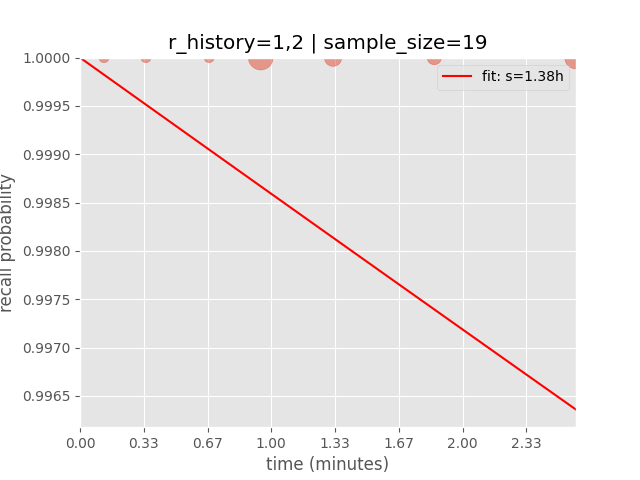 r_history=1,2 | sample_size=19
fit: s=1.38h
recall probability
1.0000
0.9995
0.9990
0.9985
0.9980
0.9975
0.9970
0.9965
0.00 0.33 0.67 1.00 1.33 1.67 2.00 2.33
time (minutes)